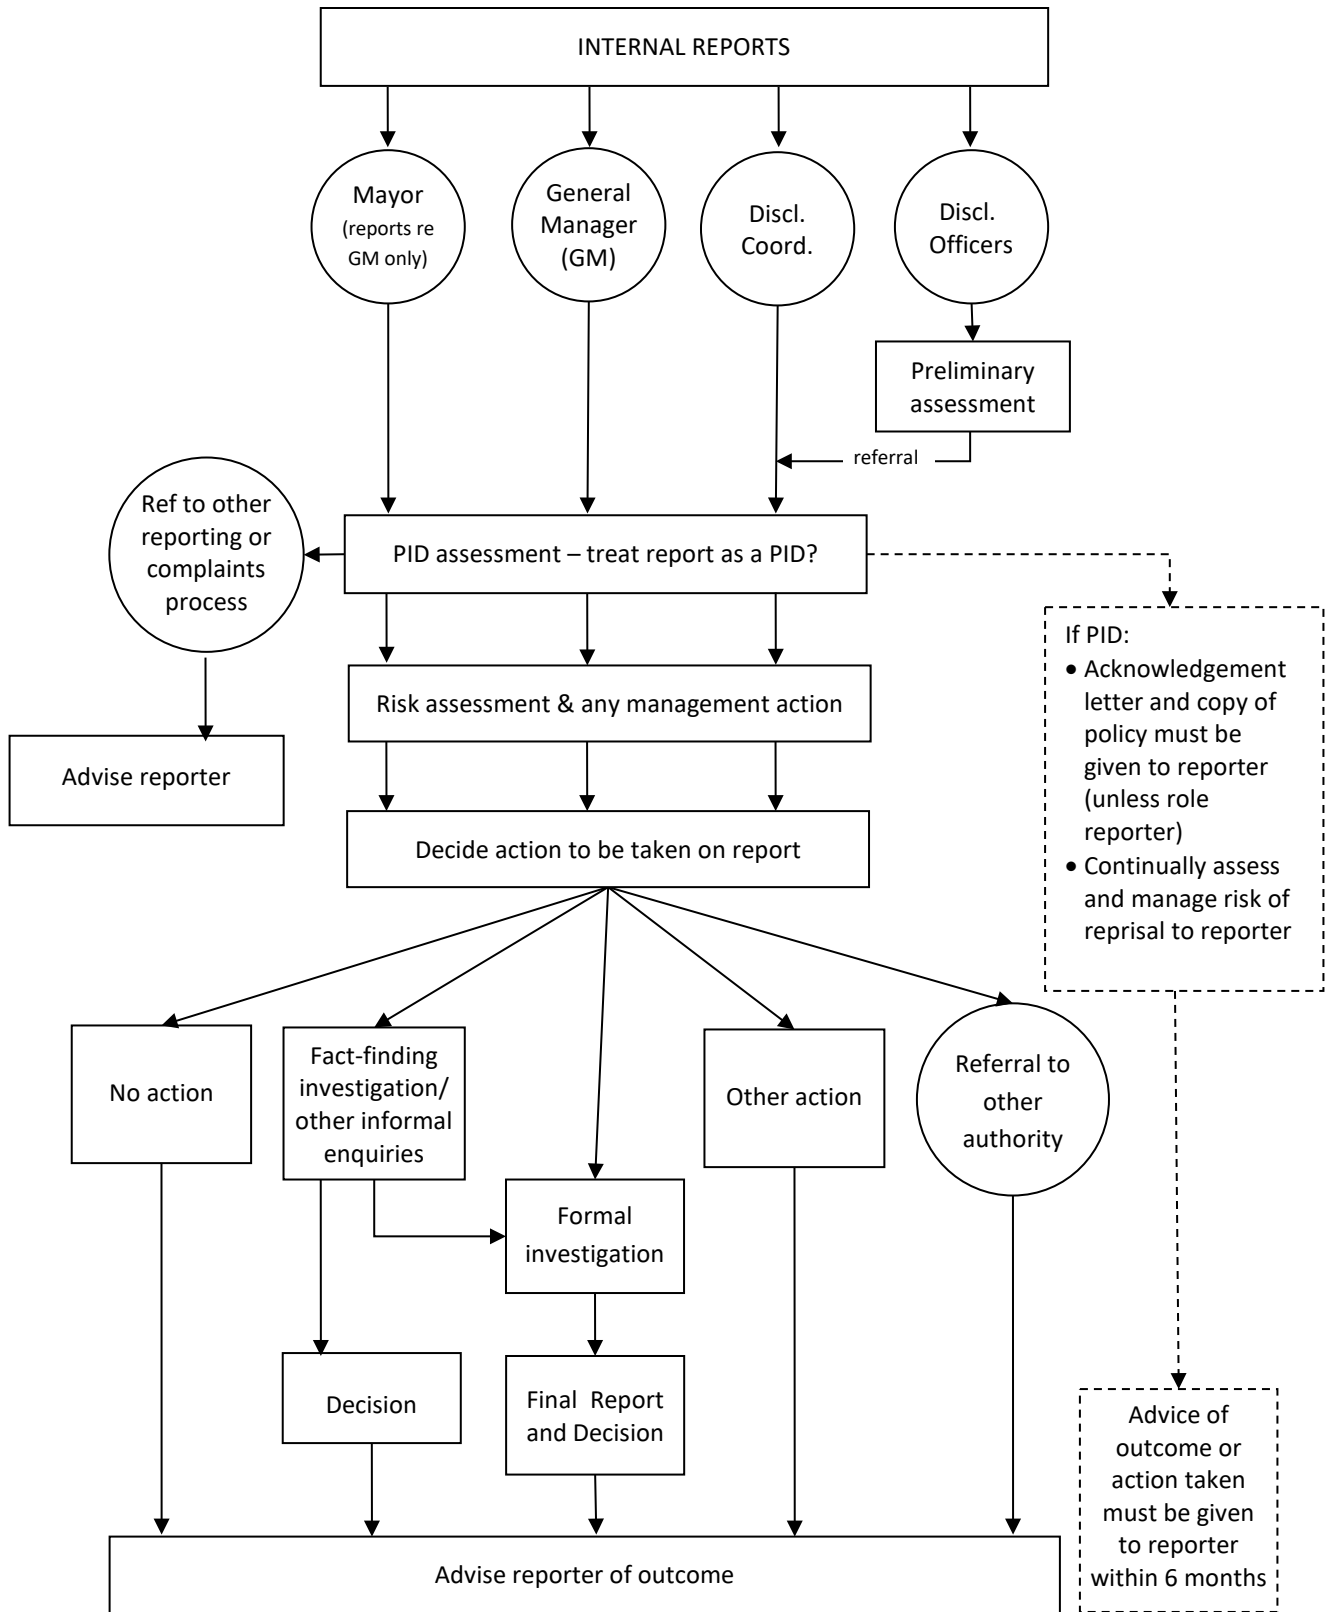 INTERNAL REPORTS
Mayor
(reports re
GM only)
General
Manager
(GM)
Discl.
Coord.
Discl.
Officers
Preliminary
assessment
referral
Ref to other
reporting or
complaints
process
PID assessment – treat report as a PID?
Advise reporter
Risk assessment & any management action
Decide action to be taken on report
If PID:
• Acknowledgement
letter and copy of
policy must be
given to reporter
(unless role
reporter)
• Continually assess
and manage risk of
reprisal to reporter
No action
Fact-finding
investigation/
other informal
enquiries
Other action
Referral to
other
authority
Formal
investigation
Decision
Final Report
and Decision
Advice of
outcome or
action taken
must be given
to reporter
within 6 months
Advise reporter of outcome